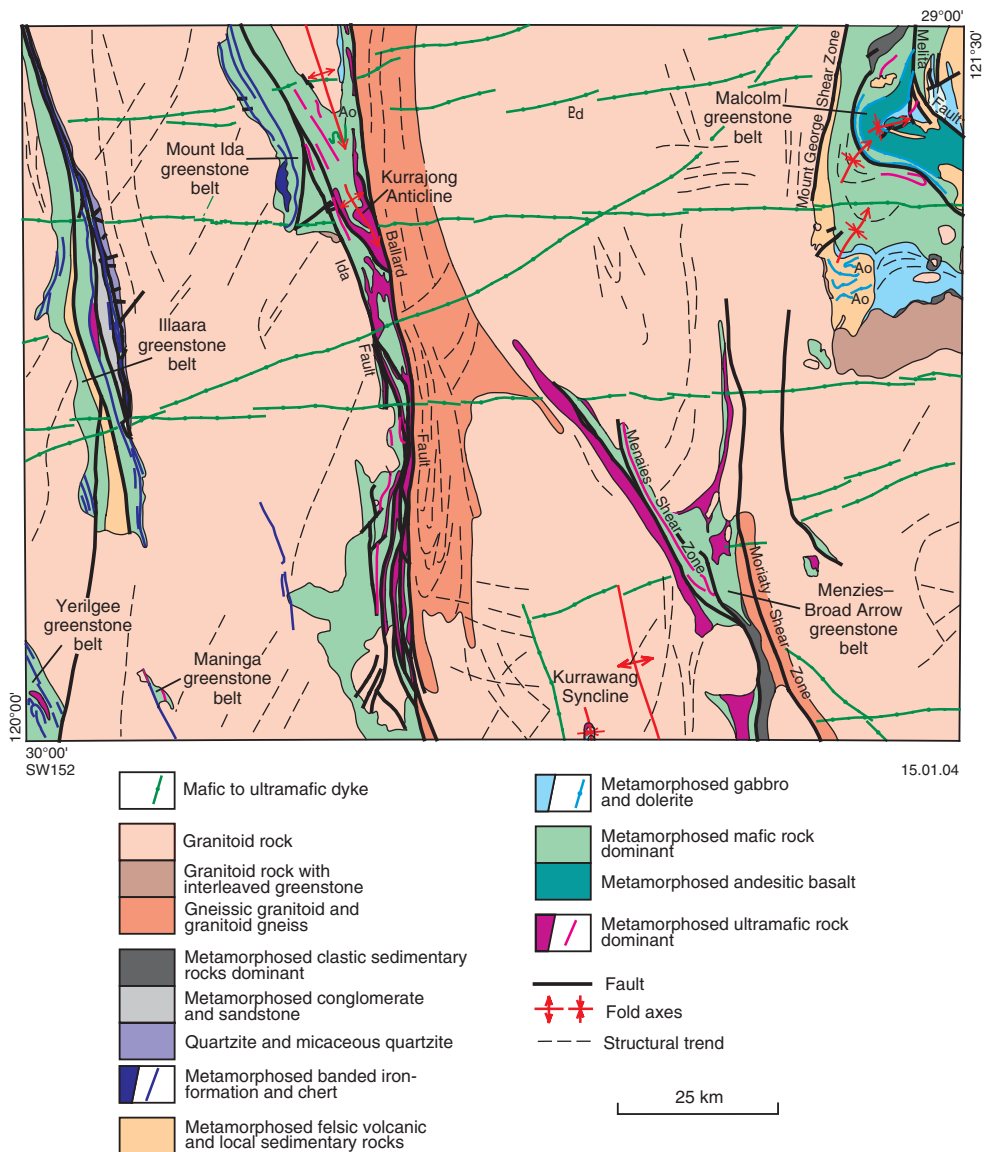 29°00'
121°30'
Mount George Shear Zone
Melita
Fault
Malcolm
greenstone
belt
Ao
Pd
Mount Ida
greenstone
belt
Kurrajong
Anticline
Ida
Fault
Ballard
Fault
Ao
Ao
Illaara
greenstone
belt
Menaies Shear Zone
Moriaty Shear Zone
Menzies–
Broad Arrow
greenstone
belt
Yerilgee
greenstone
belt
Maninga
greenstone
belt
Kurrawang
Syncline
120°00'
30°00'
SW152
15.01.04
Mafic to ultramafic dyke
Granitoid rock
Granitoid rock with
interleaved greenstone
Gneissic granitoid and
granitoid gneiss
Metamorphosed clastic sedimentary
rocks dominant
Metamorphosed conglomerate
and sandstone
Quartzite and micaceous quartzite
Metamorphosed banded iron-
formation and chert
Metamorphosed felsic volcanic
and local sedimentary rocks
Metamorphosed gabbro
and dolerite
Metamorphosed mafic rock
dominant
Metamorphosed andesitic basalt
Metamorphosed ultramafic rock
dominant
Fault
Fold axes
Structural trend
25 km